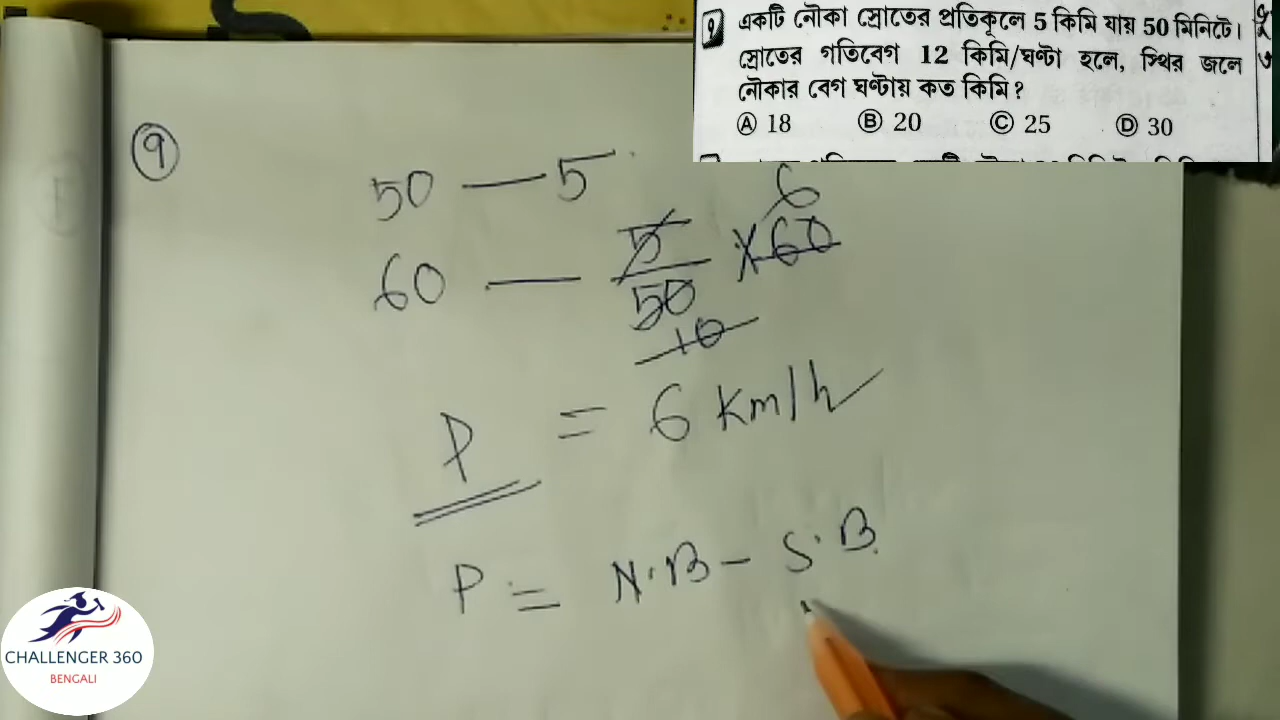 ৭ একটি নৌকা স্রোতের প্রতিকূলে 5 কিমি যায় 50 মিনিটে।
স্রোতের গতিবেগ 12 কিমি/ঘণ্টা হলে, স্থির জলে
নৌকার বেগ ঘণ্টায় কত কিমি?
Ⓐ 18 Ⓑ 20 Ⓒ 25 Ⓓ 30
9
50 — 5
6
60 — 5/50 × 60
10
P = 6 Km/h
P = N.B - S.B.
CHALLENGER 360
BENGALI